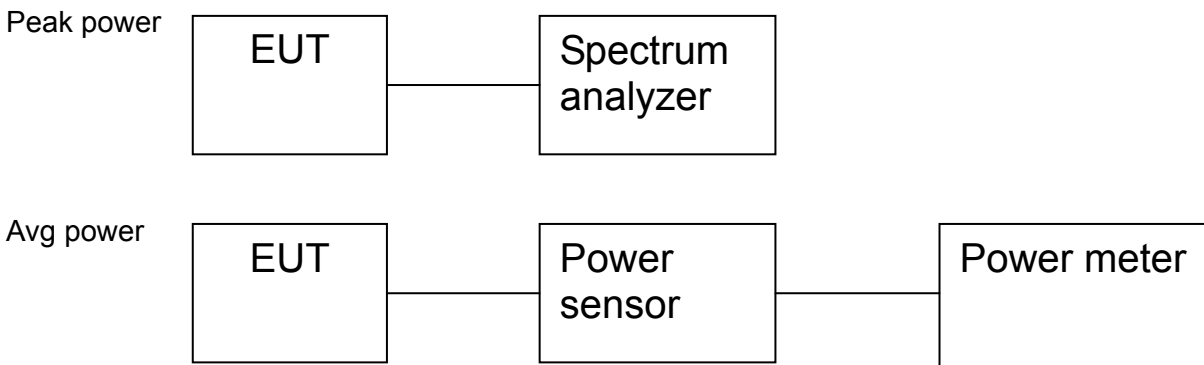 Peak power
EUT
Spectrum
analyzer
Avg power
EUT
Power
sensor
Power meter